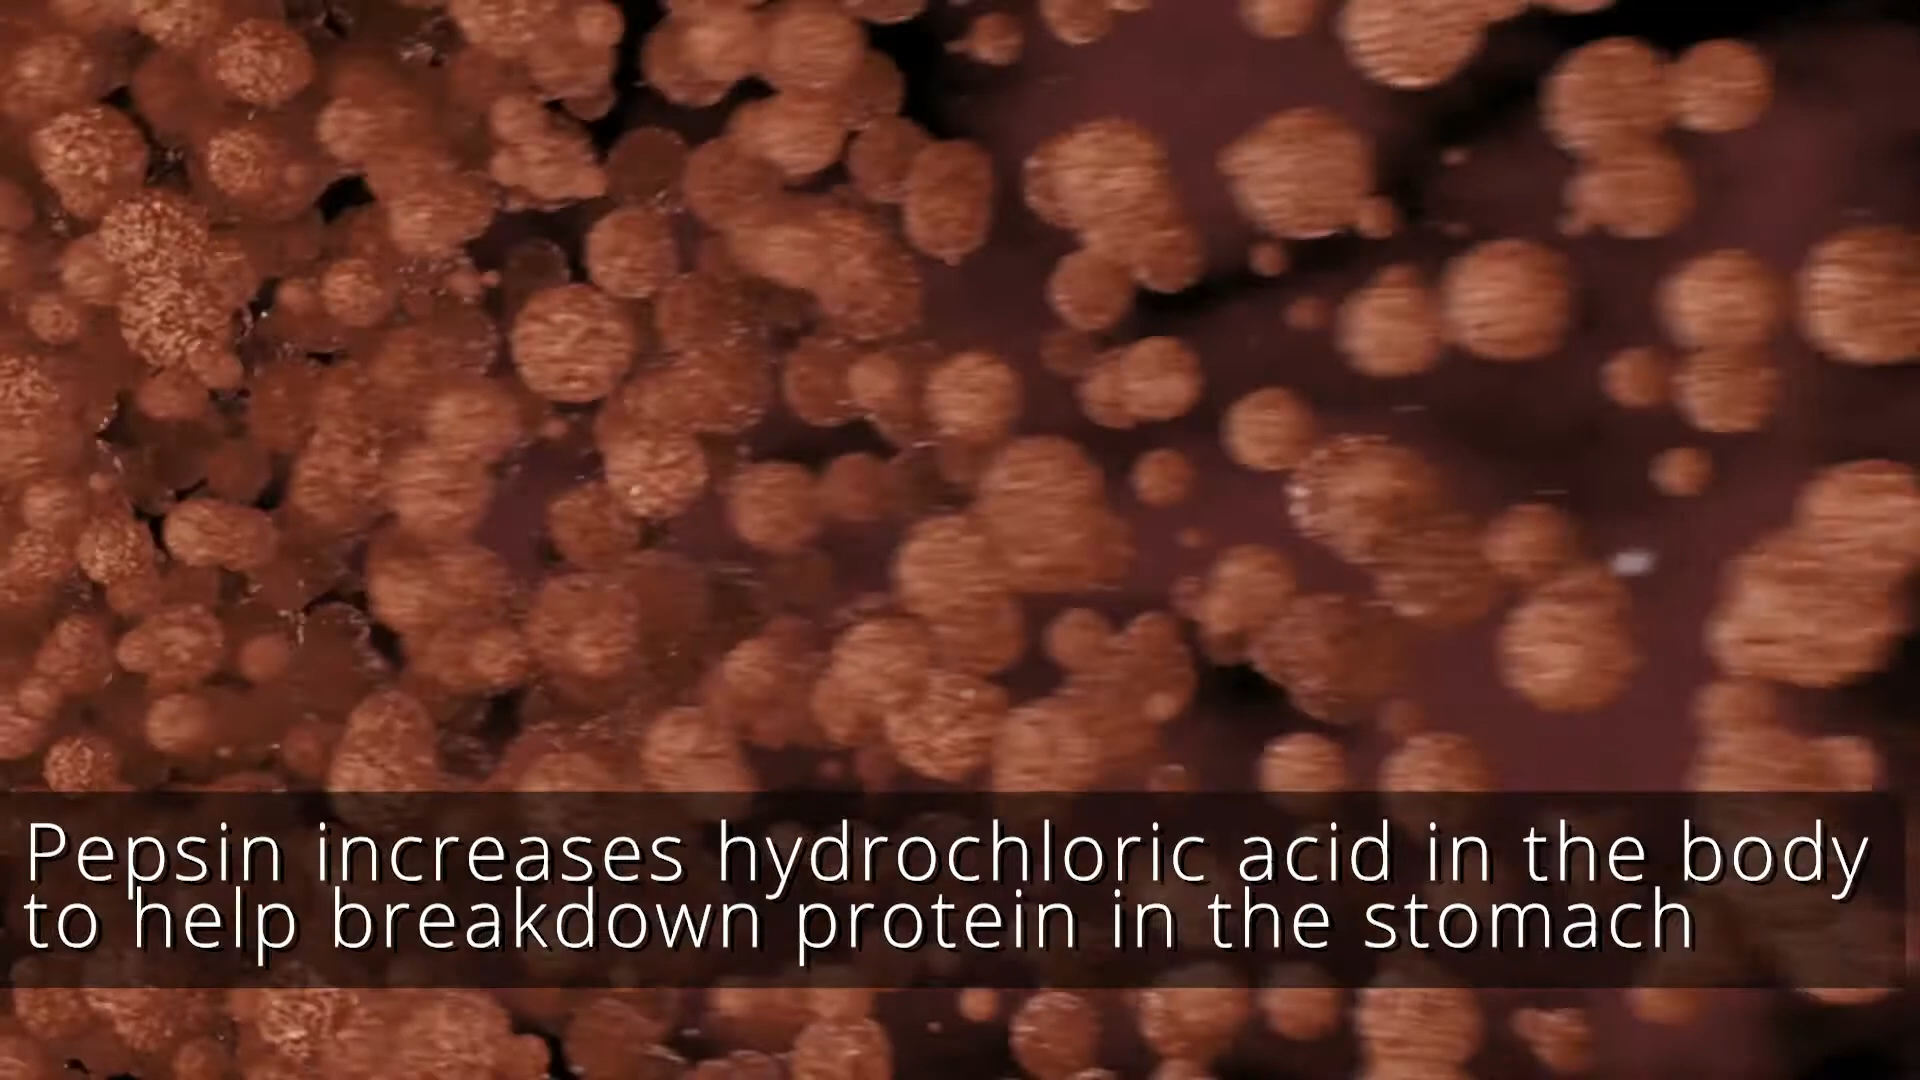 Pepsin increases hydrochloric acid in the body
to help breakdown protein in the stomach